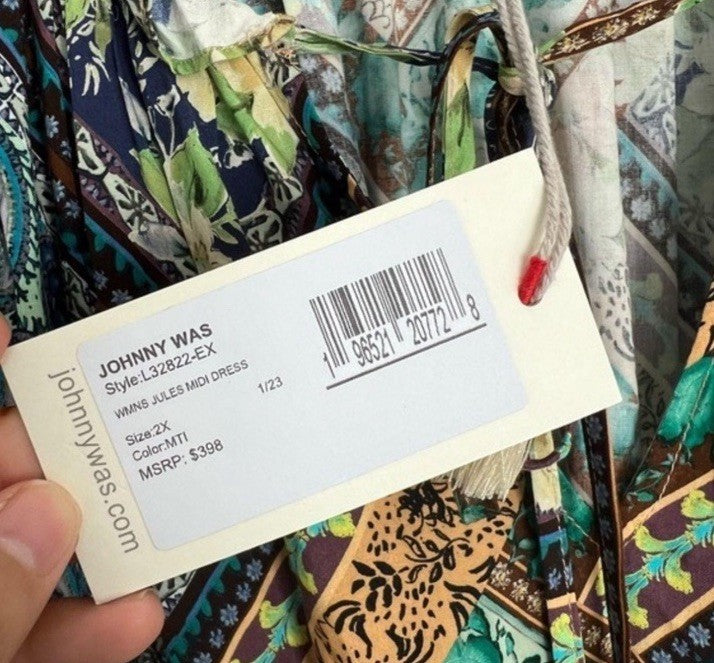 JOHNNY WAS
Style:L32822-EX
WMNS JULES MIDI DRESS 1/23
Size:2X
Color:MTI
MSRP: $398
1 96521 20772 8
johnnywas.com